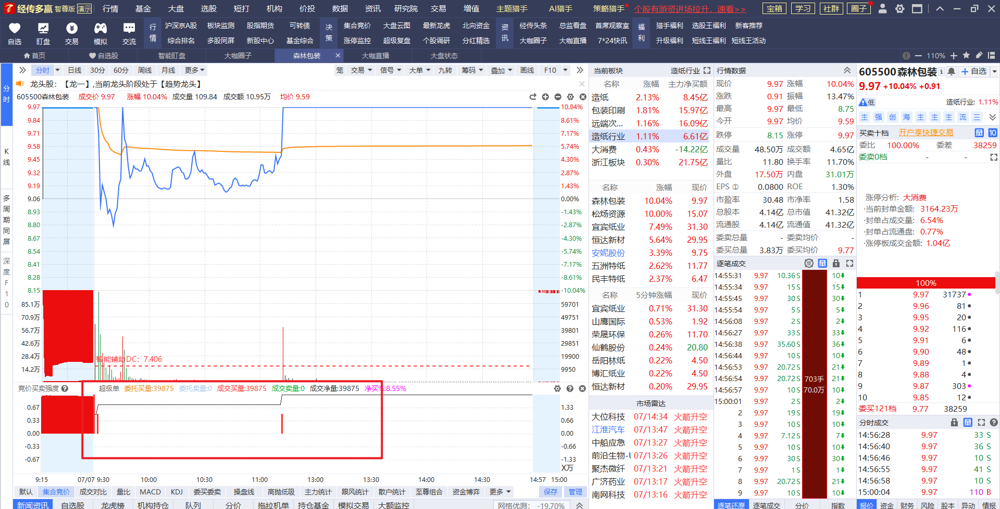 经传多赢 智尊版 演示 行情 基金 大盘 选股 短打 机构 价投 数据 资讯 研究院 交易 增值 主题猎手 AI猎手 策略猎手 个股有游资进场拉升，速看>> 宝箱 学习 社群 圈子
自选 盯盘 交易 模拟 交流
行情 沪深京A股 板块监测 股指期货 可转债 决策 集合竞价 大盘云图 最新龙虎 北向资金 资讯 经传头条 总监看盘 首席观察室 福利 猎手福利 选股王福利 新客推荐
综合排名 多股同屏 新股中心 基金综合 涨停监控 超级复盘 个股调研 分红精选 大咖圈子 大咖直播 7*24快讯 升级福利 短线王福利 短线王活动
首页 自选股 智能盯盘 大咖圈子 森林包装 × 大咖直播 大盘状态 110%
分时
K线
多周期同屏
深度F10
分时 日线 30分 60分 周线 月线 更多 笼 交易 信号 大单 九转 筹码 叠加 画线 F10
龙头股：【龙一】,当前龙头阶段处于【趋势龙头】
605500森林包装 成交价 9.97 涨幅 10.04% 成交量 109.84 成交额 10.95万 均价 9.59
9.97 10.04%
9.84 8.61%
9.71 7.17%
9.58 5.74%
9.45 4.30%
9.32 2.87%
9.19 1.43%
9.06 0.00%
8.93 -1.43%
8.80 -2.87%
8.67 -4.30%
8.54 -5.74%
8.41 -7.17%
8.28 -8.61%
8.15 -10.04%
85.1万 59701
70.9万 49751
56.7万 39801
42.6万 29851
28.4万 19900
14.2万 9950
智能辅助DC：7.406
竞价买卖强度 超级单 委托买量:39875 委托卖量:0 成交买量:39875 成交卖量:0 成交净量:39875 净买%:8.55%
0.67 1.33
0.33 0.66
0.00 0.00
-0.33 -0.66
-0.67 -1.33
X万
9:15 07/07 9:30 10:00 10:30 11:00 13:00 13:30 14:00 14:30 14:57 15:00
默认 集合竞价 成交对比 量比 MACD KDJ 委买委卖 操盘线 高抛低吸 主力统计 跟风统计 散户统计 至尊组合 资金博弈 更多 保存 管理
新闻资讯 自选股 龙虎榜 机构持仓 队列 分价 拖拉机单 持仓基金 模拟交易 大额监控 网格优测： -19.70%
当前板块 造纸行业
名称 涨幅 主力净买额
造纸 2.13% 8.45亿
包装印刷 1.81% 15.97亿
远端次... 1.16% 16.09亿
造纸行业 1.11% 6.61亿
大消费 0.43% -14.22亿
浙江板块 0.30% 21.75亿
名称 涨幅 现价
森林包装 10.04% 9.97
松炀资源 10.00% 15.07
宜宾纸业 7.49% 31.30
恒达新材 5.64% 29.95
安妮股份 3.39% 9.75
五洲特纸 2.62% 11.77
民丰特纸 2.37% 6.47
名称 5分钟涨幅 现价
宜宾纸业 0.71% 31.30
山鹰国际 0.53% 1.92
荣晟环保 0.26% 11.70
仙鹤股份 0.24% 20.80
岳阳林纸 0.22% 4.50
博汇纸业 0.22% 4.50
恒达新材 0.20% 29.95
市场雷达
大位科技 07/14:34 火箭升空
江淮汽车 07/13:47 火箭升空
中船应急 07/13:27 火箭升空
前沿生物-U 07/13:26 火箭升空
聚杰微纤 07/13:21 火箭升空
广济药业 07/13:17 火箭升空
南网科技 07/13:16 火箭升空
行情数据
现价 9.97 涨幅 10.04%
涨跌 0.91 振幅 13.47%
最高 9.97 最低 8.75
今开 9.97 均价 9.59
跌停 8.15 涨停 9.97
成交量 48.50万 成交额 4.65亿
量比 11.80 换手率 11.70%
外盘 17.50万 内盘 31.01万
EPS ① 0.0800 ROE 1.30%
市盈率 30.48 市净率 1.58
总股本 4.14亿 总市值 41.32亿
流通股 4.14亿 流通值 41.32亿
委卖总量 - 委卖均价 -
委买总量 3.83万 委买均价 9.77
逐笔成交 单 量
14:55:31 9.97 10.36 S 10
14:55:34 9.97 15 S 15
14:55:45 9.97 30 S 30
14:55:54 9.97 5 S 5
14:56:27 9.97 2 S 2
14:56:27 9.97 33 S 33
14:56:38 9.97 35.60 S 36
14:56:44 9.97 10 S 10
14:56:53 9.97 20.72 S 21
14:56:54 9.97 20.72 S 703手 21
14:56:57 9.97 10 S 70.0万 10
15:00:01 9.97 2 S 2
2 9.97 19 S 19
3 9.97 10 S 10
4 9.97 7.12 S 7
5 9.97 10 S 10
6 9.97 30 S 30
7 9.97 1 S 1
8 9.97 20.72 S 21
9 9.97 10 S 10
逐笔还原 逐笔成交 分价 指数
605500森林包装 自选
9.97 +10.04% +0.91
低 造纸行业: 1.11%
主 强 创 海 主 主 主 流 三
买卖十档 开户享快捷交易 量 10
委比 100.00% 委差 38259
委卖0档 - -
涨停分析: 大消费
·当前封单金额: 3164.23万
·封单占成交量: 6.54%
·封单占流通盘: 0.77%
·涨停板成交金额: 1.04亿
100%
1 9.97 31737
2 9.96 81
3 9.95 20
4 9.92 116
5 9.91 6
6 9.90 48
7 9.89 1
8 9.88 4
9 9.87 303
10 9.85 12
委买121档 9.77 38259
分时成交 量
14:56:28 9.97 33 S
14:56:40 9.97 36 S
14:56:46 9.97 10 S
14:56:55 9.97 41 S
14:56:58 9.97 10 S
15:00:04 9.97 110 B
报价 资金 财务 风险 股本 异动 情报